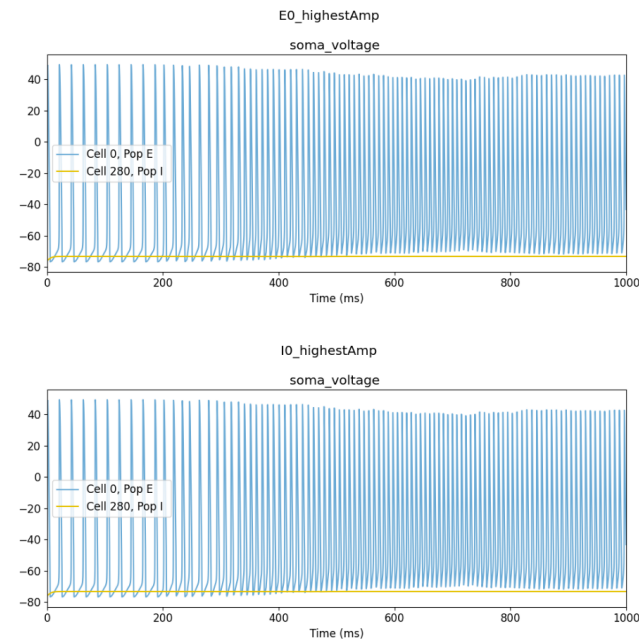 E0_highestAmp
soma_voltage
40
20
0
−20
−40
−60
−80
Cell 0, Pop E
Cell 280, Pop I
0 200 400 600 800 1000
Time (ms)
I0_highestAmp
soma_voltage
40
20
0
−20
−40
−60
−80
Cell 0, Pop E
Cell 280, Pop I
0 200 400 600 800 1000
Time (ms)